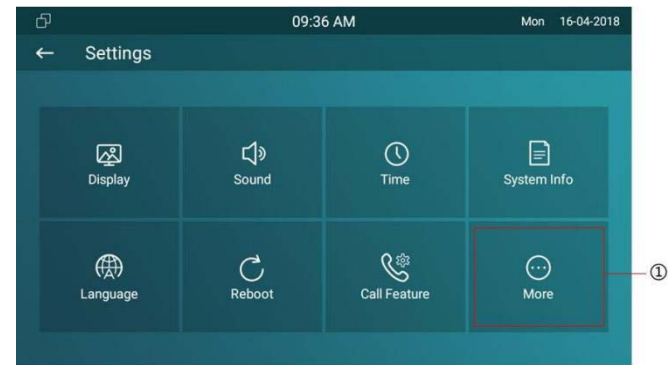 09:36 AM Mon 16-04-2018
Settings
Display Sound Time System Info
Language Reboot Call Feature More
①